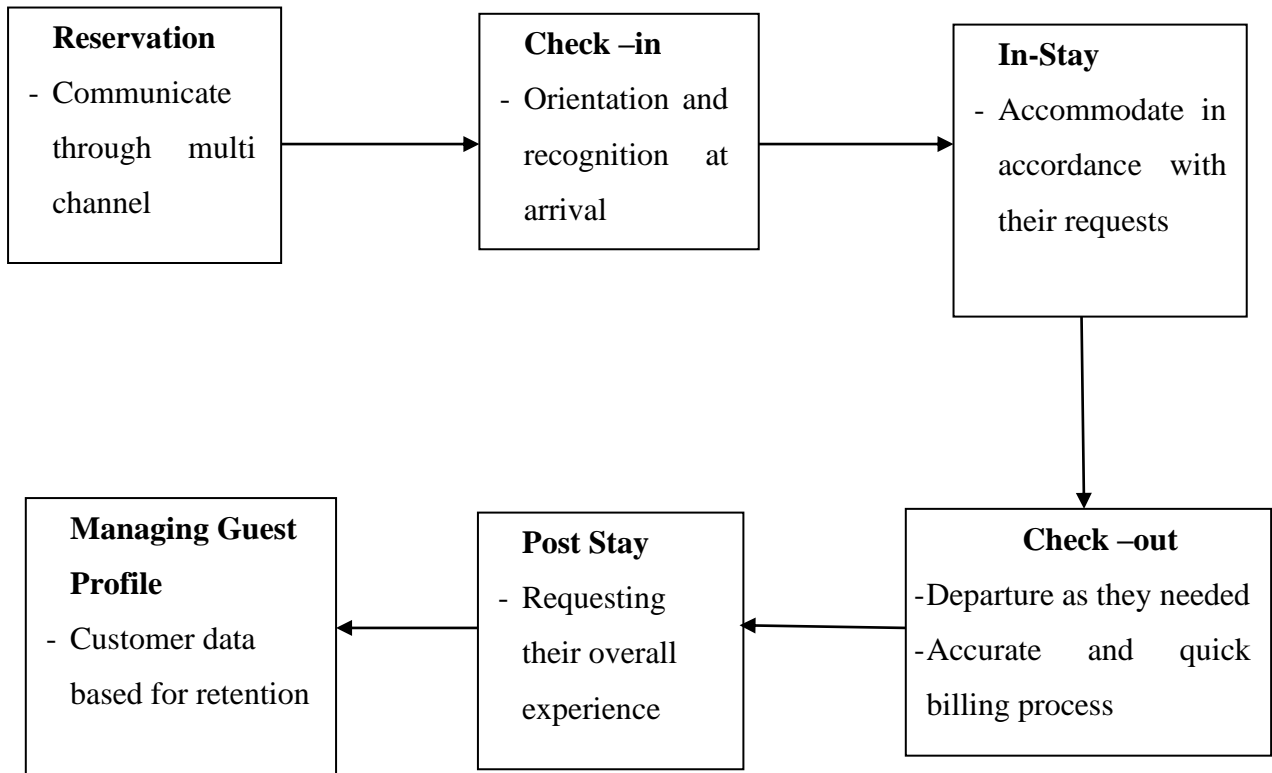 Reservation
- Communicate
through multi
channel
Check –in
- Orientation and
recognition at
arrival
In-Stay
- Accommodate in
accordance with
their requests
Managing Guest
Profile
- Customer data
based for retention
Post Stay
- Requesting
their overall
experience
Check –out
-Departure as they needed
-Accurate and quick
billing process